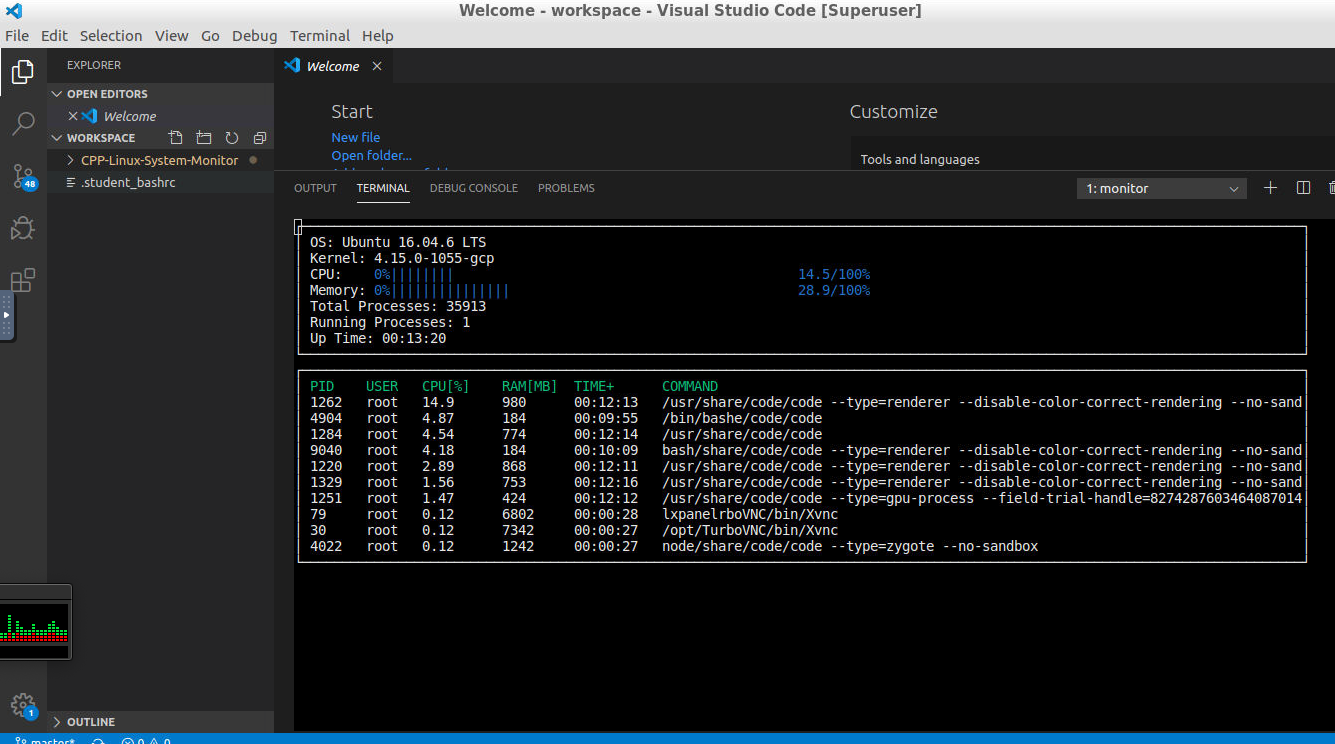 Welcome - workspace - Visual Studio Code [Superuser]
File Edit Selection View Go Debug Terminal Help
EXPLORER
OPEN EDITORS
Welcome
WORKSPACE
CPP-Linux-System-Monitor
.student_bashrc
48
1
OUTLINE
master* 0 0
Welcome
Start
New file
Open folder...
Customize
Tools and languages
OUTPUT TERMINAL DEBUG CONSOLE PROBLEMS
1: monitor
OS: Ubuntu 16.04.6 LTS
Kernel: 4.15.0-1055-gcp
CPU: 0%|||||||| 14.5/100%
Memory: 0%||||||||||||||| 28.9/100%
Total Processes: 35913
Running Processes: 1
Up Time: 00:13:20
PID USER CPU[%] RAM[MB] TIME+ COMMAND
1262 root 14.9 980 00:12:13 /usr/share/code/code --type=renderer --disable-color-correct-rendering --no-sand
4904 root 4.87 184 00:09:55 /bin/bashe/code/code
1284 root 4.54 774 00:12:14 /usr/share/code/code
9040 root 4.18 184 00:10:09 bash/share/code/code --type=renderer --disable-color-correct-rendering --no-sand
1220 root 2.89 868 00:12:11 /usr/share/code/code --type=renderer --disable-color-correct-rendering --no-sand
1329 root 1.56 753 00:12:16 /usr/share/code/code --type=renderer --disable-color-correct-rendering --no-sand
1251 root 1.47 424 00:12:12 /usr/share/code/code --type=gpu-process --field-trial-handle=8274287603464087014
79 root 0.12 6802 00:00:28 lxpanelrboVNC/bin/Xvnc
30 root 0.12 7342 00:00:27 /opt/TurboVNC/bin/Xvnc
4022 root 0.12 1242 00:00:27 node/share/code/code --type=zygote --no-sandbox